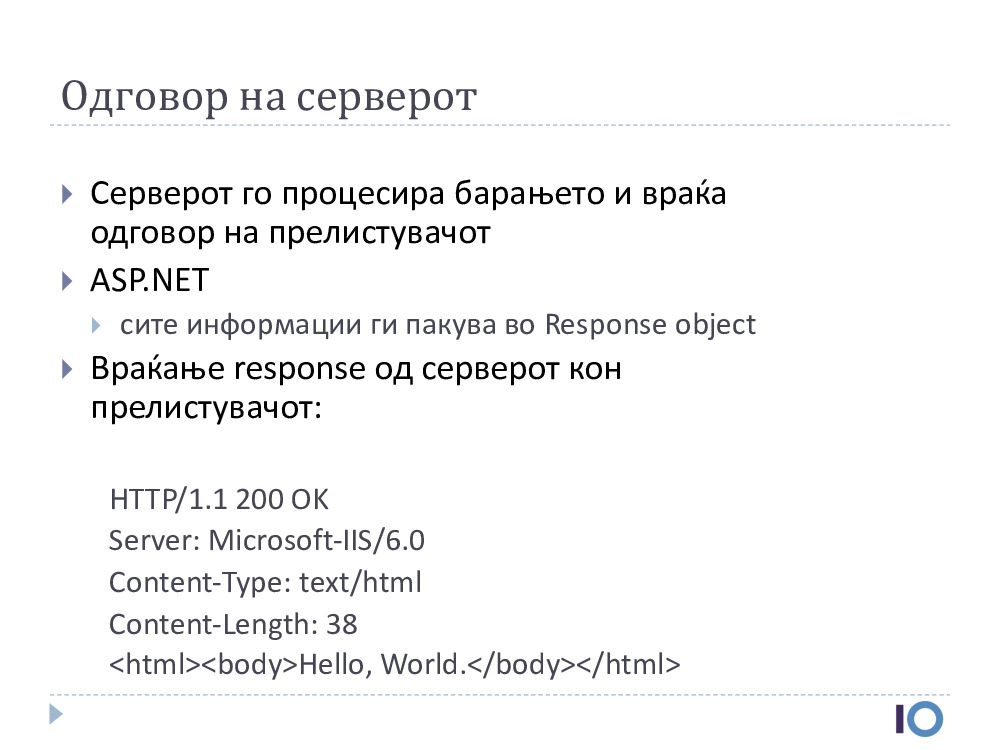 Одговор на серверот
Серверот го процесира барањето и враќа
одговор на прелистувачот
ASP.NET
сите информации ги пакува во Response object
Враќање response од серверот кон
прелистувачот:
HTTP/1.1 200 OK
Server: Microsoft-IIS/6.0
Content-Type: text/html
Content-Length: 38
<html><body>Hello, World.</body></html>
IO